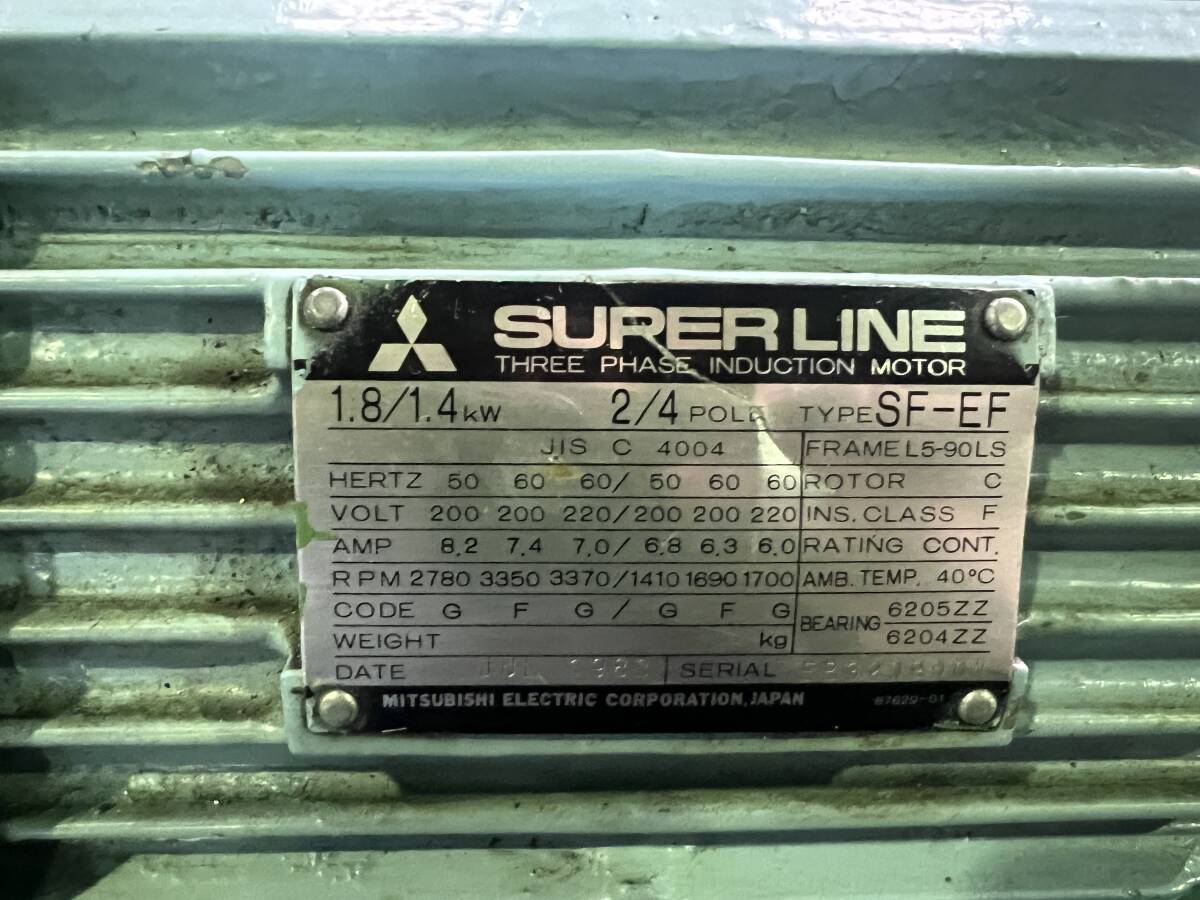 SUPER LINE
THREE PHASE INDUCTION MOTOR
1.8/1.4 kW 2/4 POLE TYPE SF-EF
JIS C 4004 FRAME L5-90LS
HERTZ 50 60 60/ 50 60 60 ROTOR C
VOLT 200 200 220/200 200 220 INS. CLASS F
AMP 8.2 7.4 7.0/ 6.8 6.3 6.0 RATING CONT.
RPM 2780 3350 3370/1410 1690 1700 AMB. TEMP. 40°C
CODE G F G / G F G BEARING 6205ZZ
WEIGHT kg 6204ZZ
DATE SERIAL
MITSUBISHI ELECTRIC CORPORATION, JAPAN